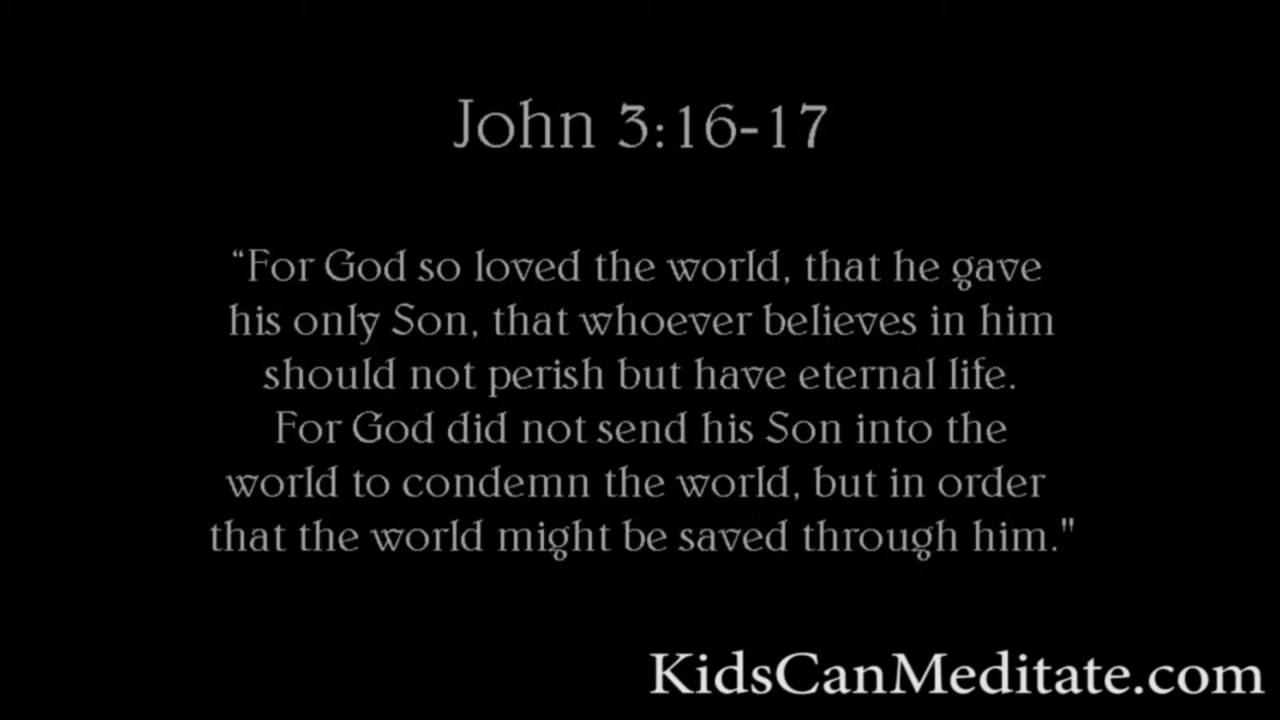 John 3:16-17
“For God so loved the world, that he gave
his only Son, that whoever believes in him
should not perish but have eternal life.
For God did not send his Son into the
world to condemn the world, but in order
that the world might be saved through him."
KidsCanMeditate.com